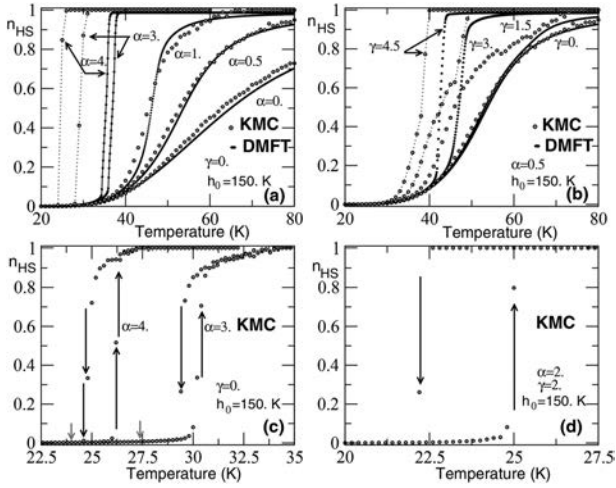 n_HS
1
0.8
0.6
0.4
0.2
0
α=4.
α=3.
α=1.
α=0.5
α=0.
KMC
DMFT
γ=0.
h_0=150. K
(a)
20 30 40 50 60 70 80
Temperature (K)
n_HS
1
0.8
0.6
0.4
0.2
0
γ=4.5
γ=3.
γ=1.5
γ=0.
KMC
DMFT
α=0.5
h_0=150. K
(b)
20 30 40 50 60 70 80
Temperature (K)
n_HS
1
0.8
0.6
0.4
0.2
0
α=4.
α=3.
KMC
γ=0.
h_0=150. K
(c)
22.5 25 27.5 30 32.5 35
Temperature (K)
n_HS
1
0.8
0.6
0.4
0.2
0
KMC
α=2.
γ=2.
h_0=150. K
(d)
20 22.5 25 27.5
Temperature (K)